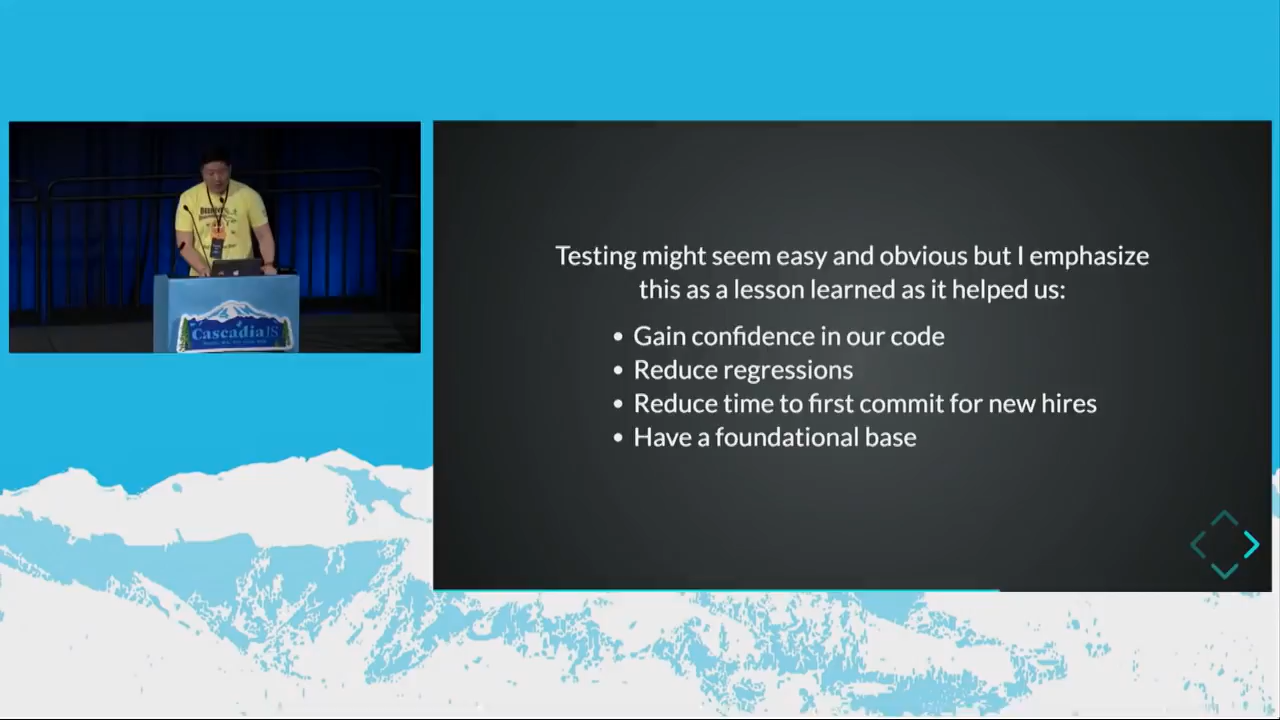 CascadiaJS
Testing might seem easy and obvious but I emphasize
this as a lesson learned as it helped us:
• Gain confidence in our code
• Reduce regressions
• Reduce time to first commit for new hires
• Have a foundational base